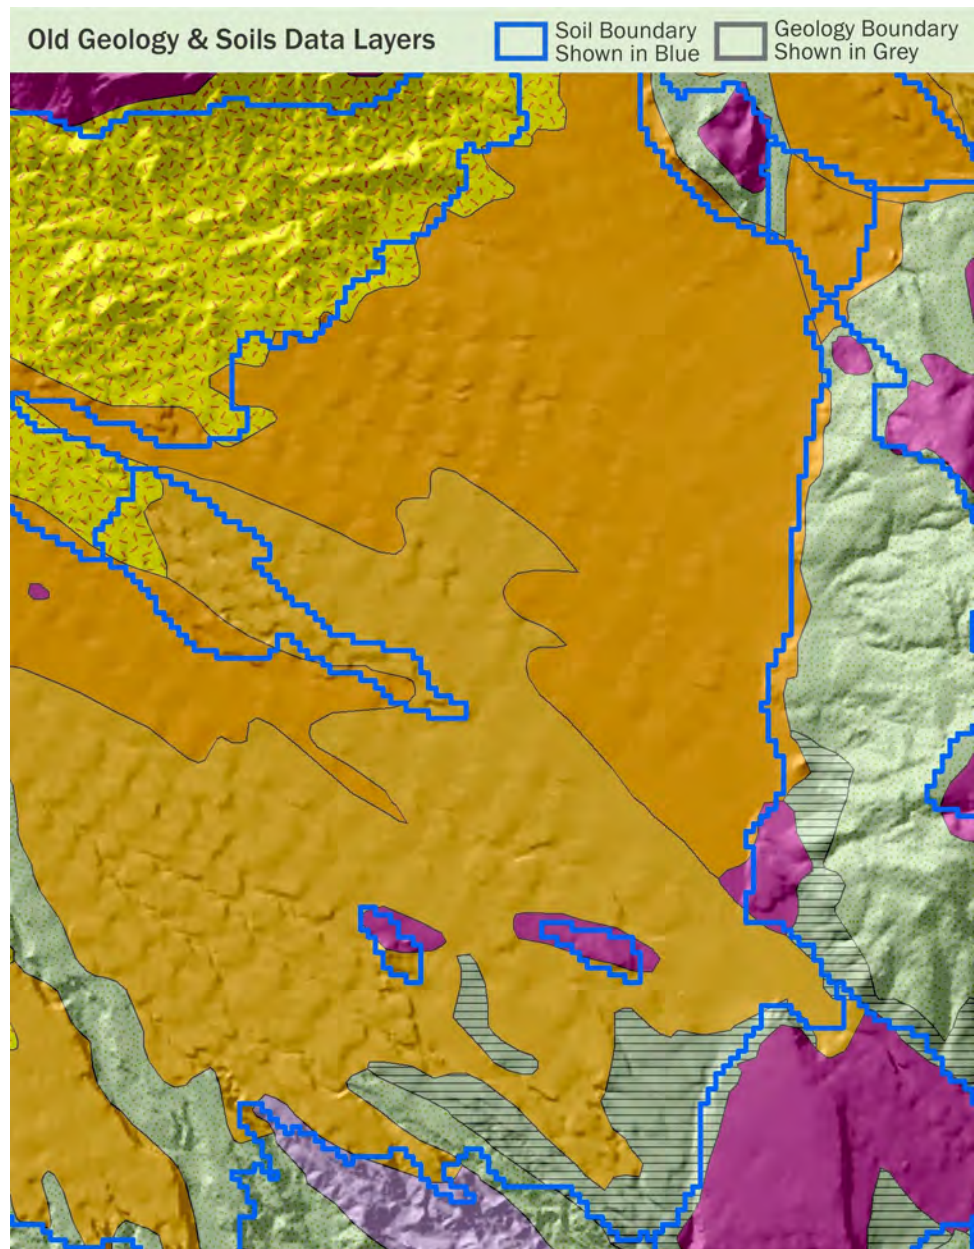 Old Geology & Soils Data Layers
Soil Boundary
Shown in Blue
Geology Boundary
Shown in Grey